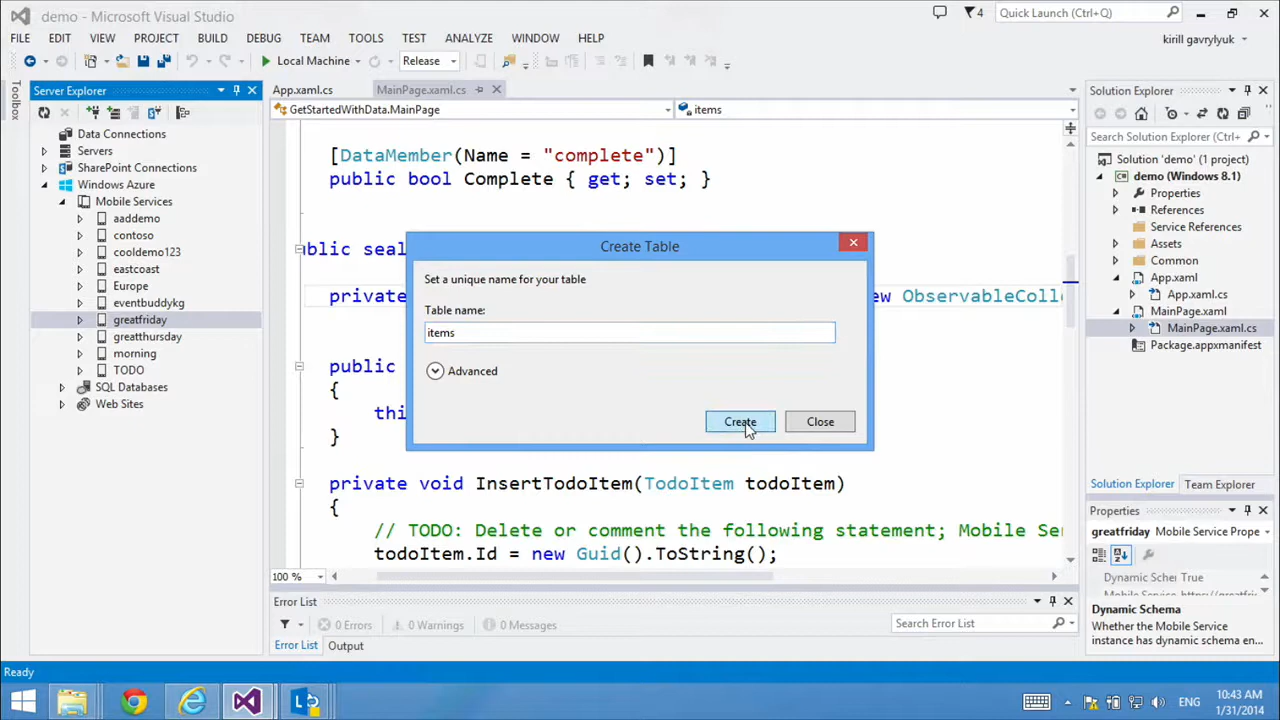 demo - Microsoft Visual Studio
4
Quick Launch (Ctrl+Q)
FILE EDIT VIEW PROJECT BUILD DEBUG TEAM TOOLS TEST ANALYZE WINDOW HELP
kirill gavrylyuk
Local Machine Release
Toolbox
Server Explorer
Data Connections
Servers
SharePoint Connections
Windows Azure
Mobile Services
aaddemo
contoso
cooldemo123
eastcoast
Europe
eventbuddykg
greatfriday
greatthursday
morning
TODO
SQL Databases
Web Sites
App.xaml.cs MainPage.xaml.cs
GetStartedWithData.MainPage items
[DataMember(Name = "complete")]
public bool Complete { get; set; }
blic seal
private ew ObservableColl
public
{
thi
}
private void InsertTodoItem(TodoItem todoItem)
{
// TODO: Delete or comment the following statement; Mobile Se
todoItem.Id = new Guid().ToString();
100 %
Create Table
Set a unique name for your table
Table name:
items
Advanced
Create Close
Error List
0 Errors 0 Warnings 0 Messages
Search Error List
Error List Output
Solution Explorer
Search Solution Explorer (Ctrl+
Solution 'demo' (1 project)
demo (Windows 8.1)
Properties
References
Service References
Assets
Common
App.xaml
App.xaml.cs
MainPage.xaml
MainPage.xaml.cs
Package.appxmanifest
Solution Explorer Team Explorer
Properties
greatfriday Mobile Service Prope
Dynamic Scher True
Dynamic Schema
Whether the Mobile Service
instance has dynamic schema en...
Ready
ENG
10:43 AM
1/31/2014